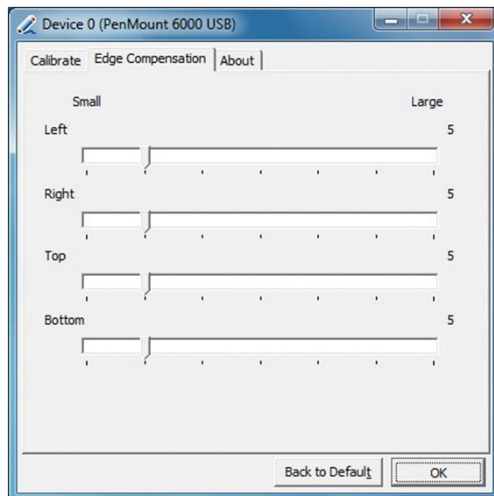 Device 0 (PenMount 6000 USB)
Calibrate Edge Compensation About
Small Large
Left 5
Right 5
Top 5
Bottom 5
Back to Default OK